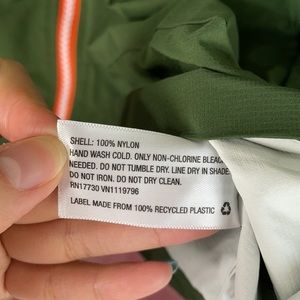 SHELL: 100% NYLON
HAND WASH COLD. ONLY NON-CHLORINE BLEAC
NEEDED. DO NOT TUMBLE DRY. LINE DRY IN SHADE.
DO NOT IRON. DO NOT DRY CLEAN.
RN17730 VN1119796
LABEL MADE FROM 100% RECYCLED PLASTIC